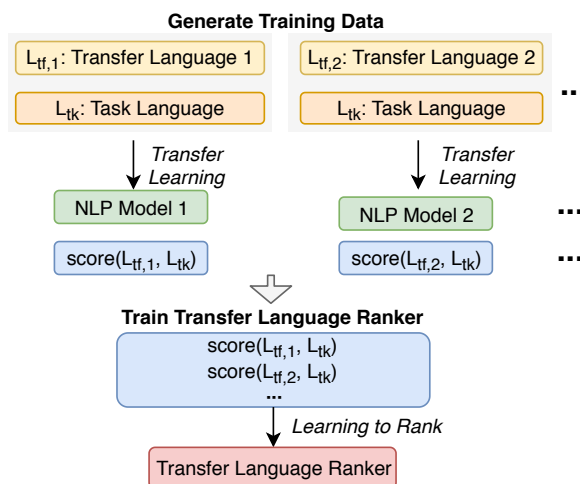 Generate Training Data
L_tf,1: Transfer Language 1
L_tf,2: Transfer Language 2
L_tk: Task Language
L_tk: Task Language
..
Transfer
Learning
Transfer
Learning
NLP Model 1
NLP Model 2
...
score(L_tf,1, L_tk)
score(L_tf,2, L_tk)
...
Train Transfer Language Ranker
score(L_tf,1, L_tk)
score(L_tf,2, L_tk)
...
Learning to Rank
Transfer Language Ranker